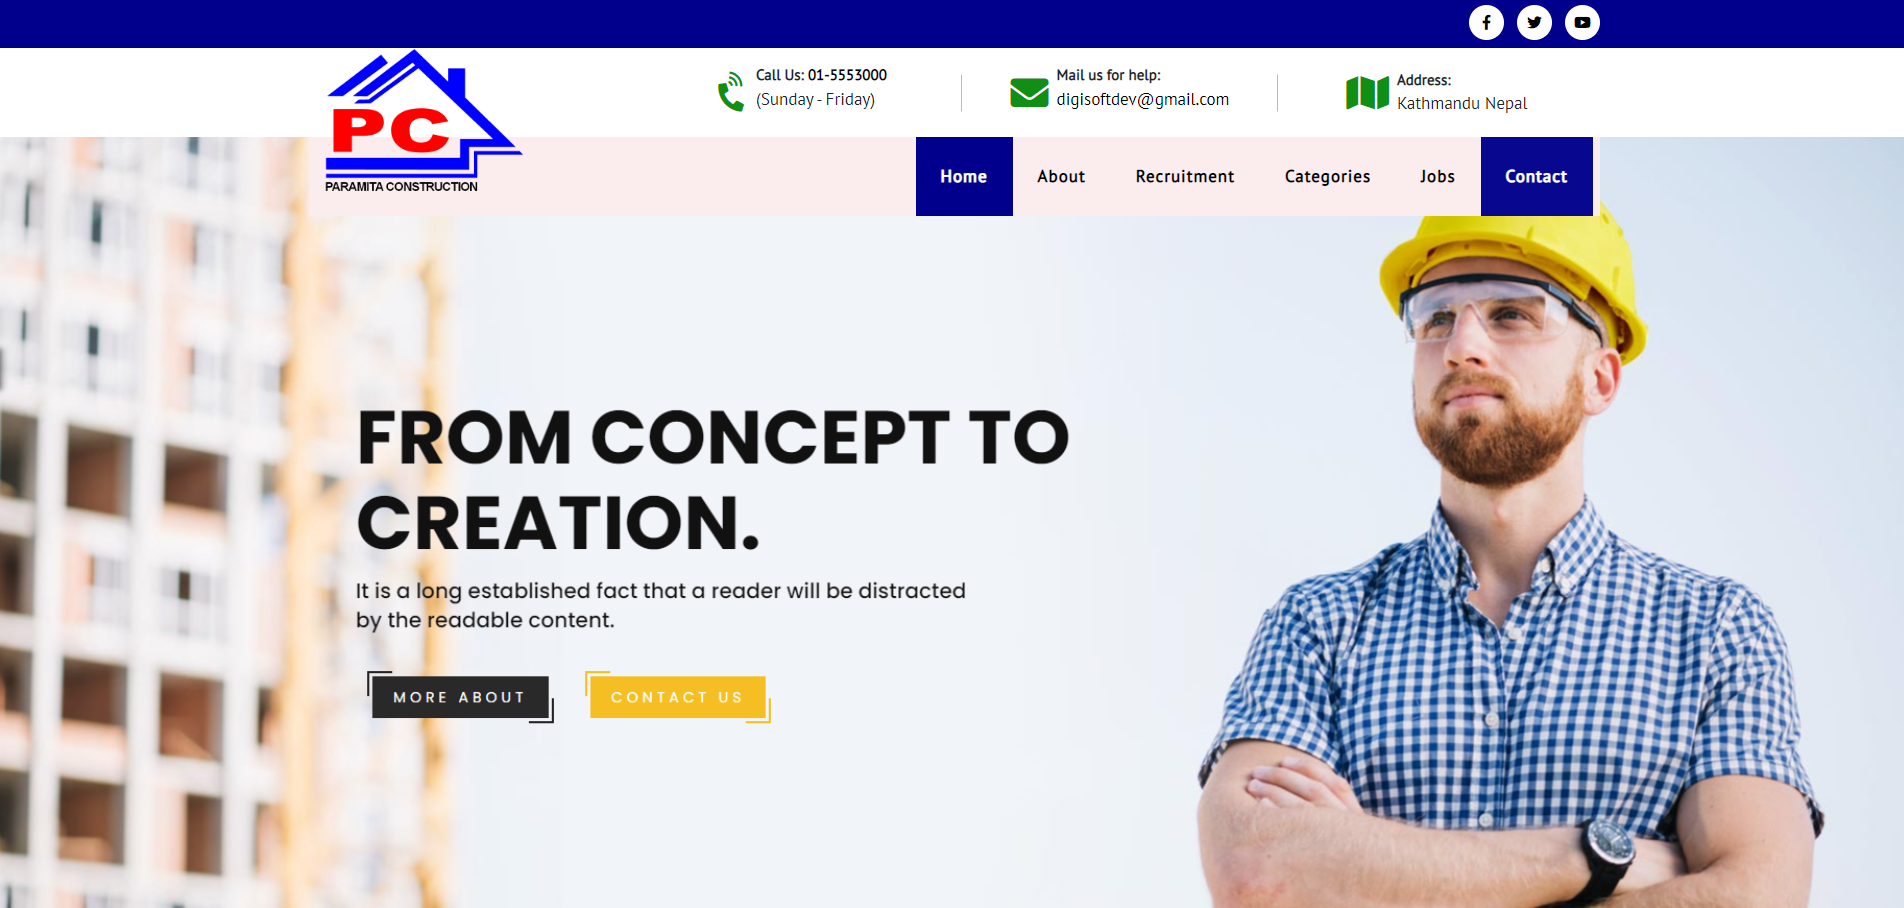 Call Us: 01-5553000
(Sunday - Friday)
Mail us for help:
digisoftdev@gmail.com
Address:
Kathmandu Nepal
PC
PARAMITA CONSTRUCTION
Home
About
Recruitment
Categories
Jobs
Contact
FROM CONCEPT TO
CREATION.
It is a long established fact that a reader will be distracted
by the readable content.
MORE ABOUT
CONTACT US